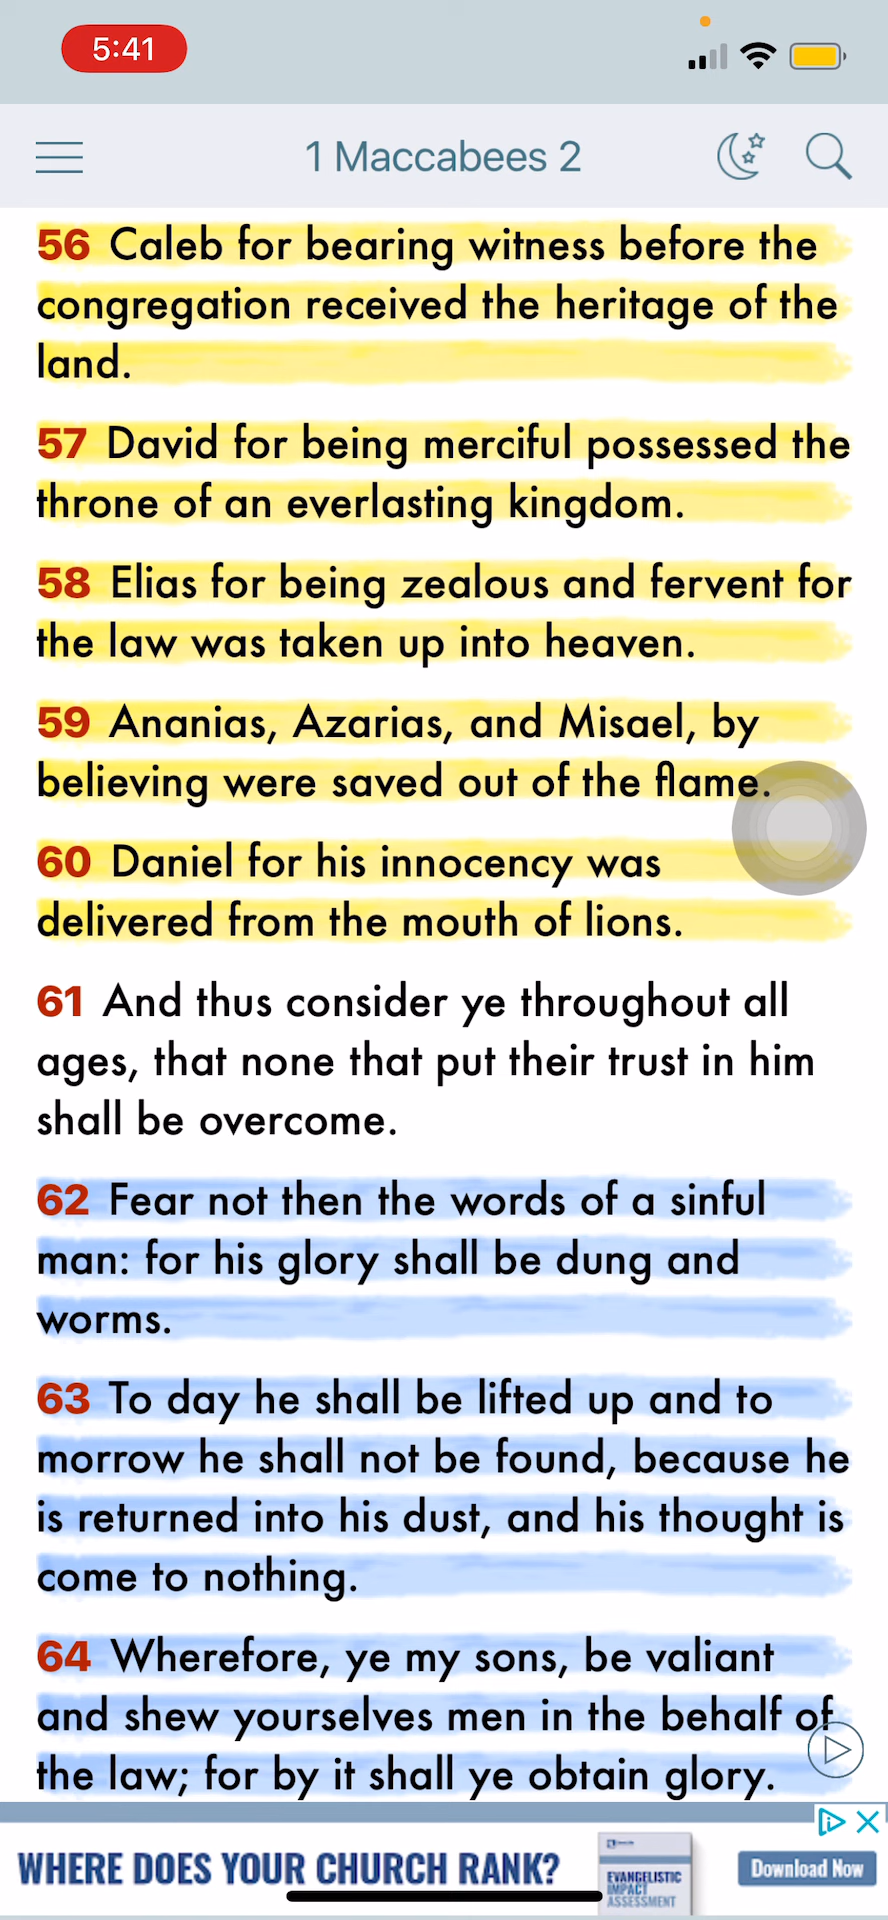 5:41
1 Maccabees 2
56 Caleb for bearing witness before the
congregation received the heritage of the
land.
57 David for being merciful possessed the
throne of an everlasting kingdom.
58 Elias for being zealous and fervent for
the law was taken up into heaven.
59 Ananias, Azarias, and Misael, by
believing were saved out of the flame.
60 Daniel for his innocency was
delivered from the mouth of lions.
61 And thus consider ye throughout all
ages, that none that put their trust in him
shall be overcome.
62 Fear not then the words of a sinful
man: for his glory shall be dung and
worms.
63 To day he shall be lifted up and to
morrow he shall not be found, because he
is returned into his dust, and his thought is
come to nothing.
64 Wherefore, ye my sons, be valiant
and shew yourselves men in the behalf of
the law; for by it shall ye obtain glory.
WHERE DOES YOUR CHURCH RANK?
EVANGELISTIC
IMPACT
ASSESSMENT
Download Now